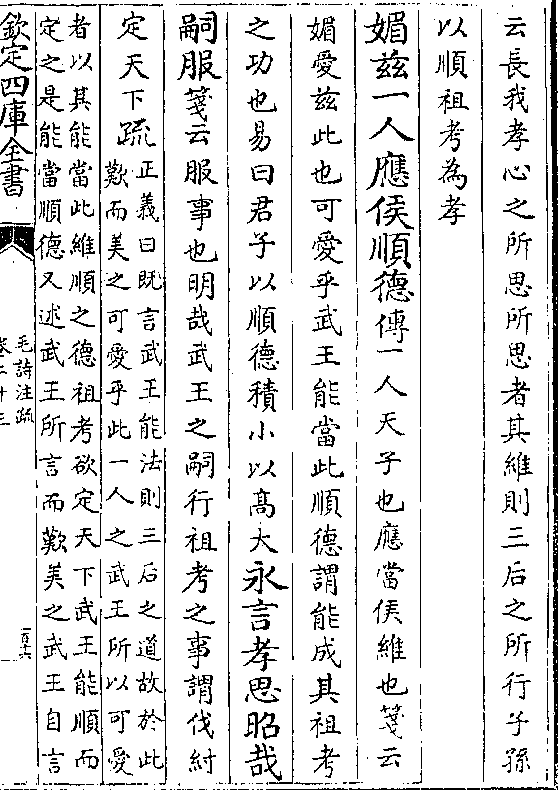 云長我孝心之所思所思者其維則三后之所行子孫
以順祖考為孝
媚兹一人應侯順德傳一人天子也應當侯維也箋云
媚愛兹此也可愛乎武王能當此順德謂能成其祖考
之功也易曰君子以順德積小以髙大永言孝思昭哉
嗣服箋云服事也明哉武王之嗣行祖考之事謂伐紂
定天下疏
正義曰既言武王能法則三后之道故於此
歎而美之可愛乎此一人之武王所以可愛
者以其能當此維順之德祖考欲定天下武王能順而
定之是能當順德又述武王所言而歎美之武王自言
欽定四庫全書
毛詩注疏
卷二十三